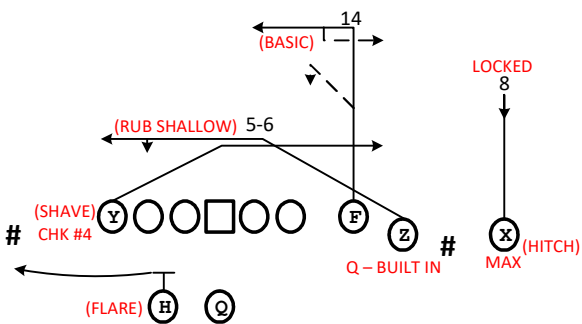 14
(BASIC)
LOCKED
8
(RUB SHALLOW) 5-6
(SHAVE) Y F
CHK #4
# Z # X (HITCH)
Q – BUILT IN MAX
(FLARE) H Q